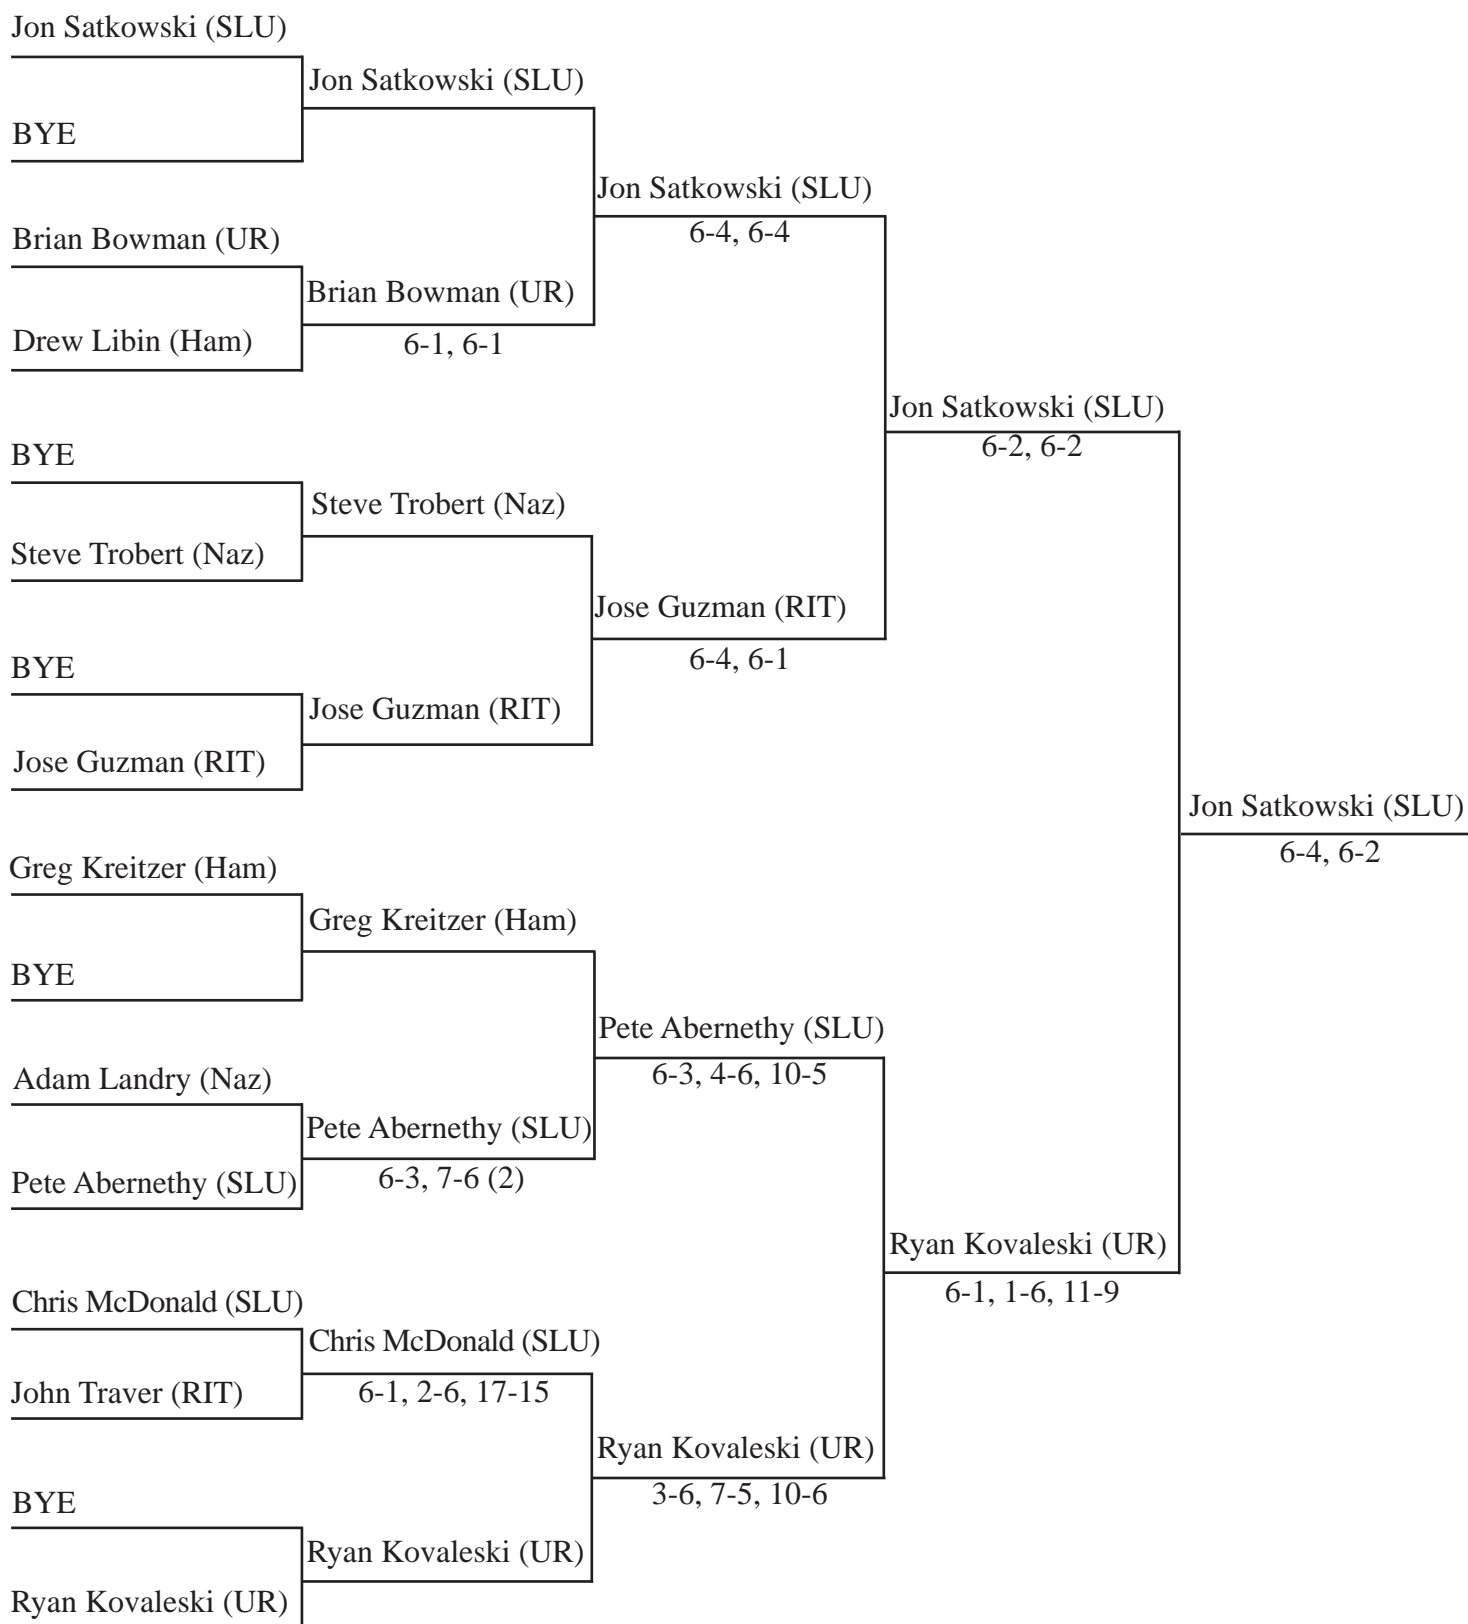 Jon Satkowski (SLU)
BYE
Brian Bowman (UR)
Drew Libin (Ham)
BYE
Steve Trobert (Naz)
BYE
Jose Guzman (RIT)
Greg Kreitzer (Ham)
BYE
Adam Landry (Naz)
Pete Abernethy (SLU)
Chris McDonald (SLU)
John Traver (RIT)
BYE
Ryan Kovaleski (UR)
Jon Satkowski (SLU)
Brian Bowman (UR)
6-1, 6-1
Steve Trobert (Naz)
Jose Guzman (RIT)
Greg Kreitzer (Ham)
Pete Abernethy (SLU)
6-3, 7-6 (2)
Chris McDonald (SLU)
6-1, 2-6, 17-15
Ryan Kovaleski (UR)
Jon Satkowski (SLU)
6-4, 6-4
Jose Guzman (RIT)
6-4, 6-1
Pete Abernethy (SLU)
6-3, 4-6, 10-5
Ryan Kovaleski (UR)
3-6, 7-5, 10-6
Jon Satkowski (SLU)
6-2, 6-2
Ryan Kovaleski (UR)
6-1, 1-6, 11-9
Jon Satkowski (SLU)
6-4, 6-2